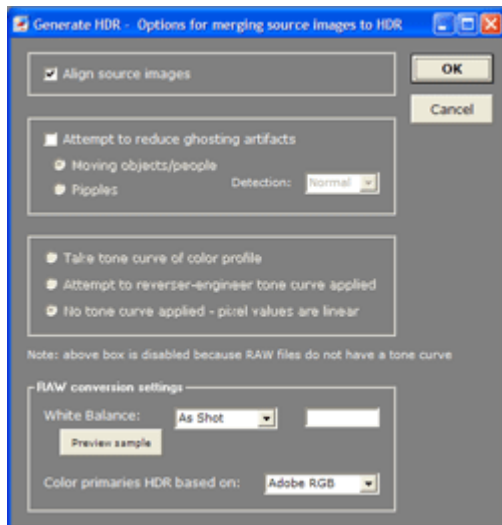 Generate HDR - Options for merging source images to HDR
Align source images
OK
Cancel
Attempt to reduce ghosting artifacts
Moving objects/people
Detection: Normal
Pipples
Take tone curve of color profile
Attempt to reverser-engineer tone curve applied
No tone curve applied - pixel values are linear
Note: above box is disabled because RAW files do not have a tone curve
RAW conversion settings
White Balance: As Shot
Preview sample
Color primaries HDR based on: Adobe RGB